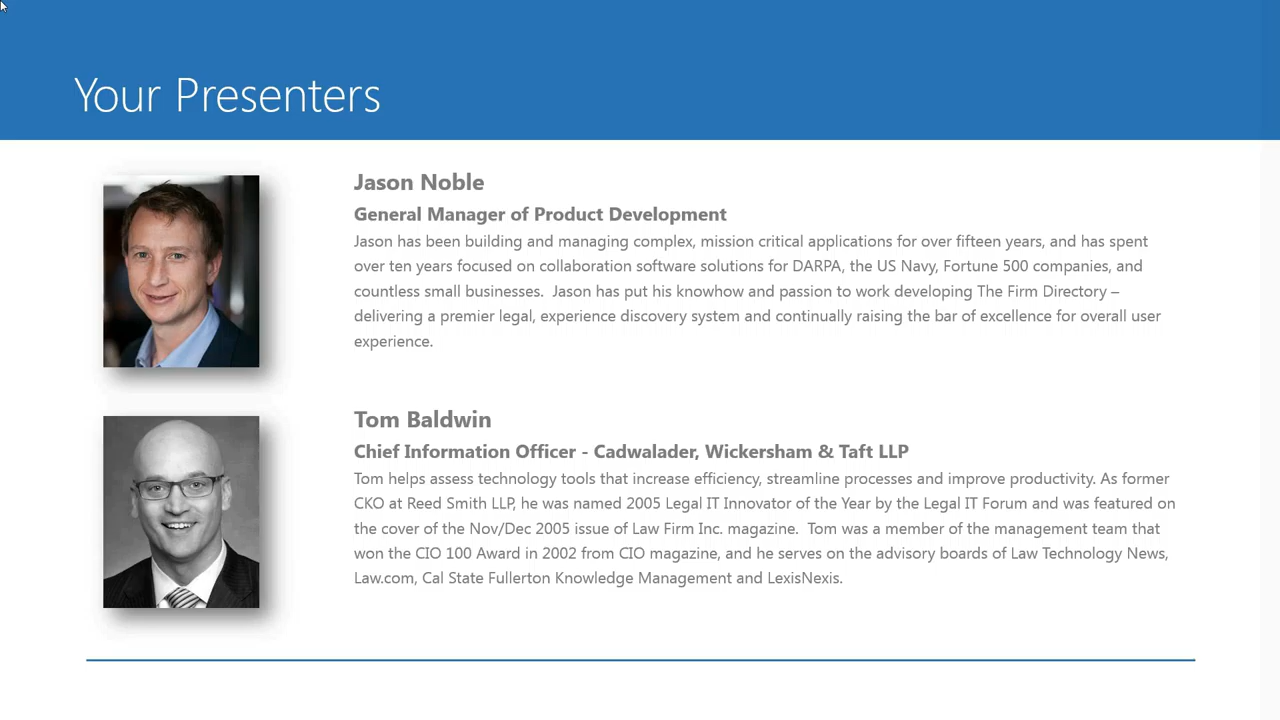 Your Presenters
Jason Noble
General Manager of Product Development
Jason has been building and managing complex, mission critical applications for over fifteen years, and has spent
over ten years focused on collaboration software solutions for DARPA, the US Navy, Fortune 500 companies, and
countless small businesses.  Jason has put his knowhow and passion to work developing The Firm Directory –
delivering a premier legal, experience discovery system and continually raising the bar of excellence for overall user
experience.
Tom Baldwin
Chief Information Officer - Cadwalader, Wickersham & Taft LLP
Tom helps assess technology tools that increase efficiency, streamline processes and improve productivity. As former
CKO at Reed Smith LLP, he was named 2005 Legal IT Innovator of the Year by the Legal IT Forum and was featured on
the cover of the Nov/Dec 2005 issue of Law Firm Inc. magazine.  Tom was a member of the management team that
won the CIO 100 Award in 2002 from CIO magazine, and he serves on the advisory boards of Law Technology News,
Law.com, Cal State Fullerton Knowledge Management and LexisNexis.